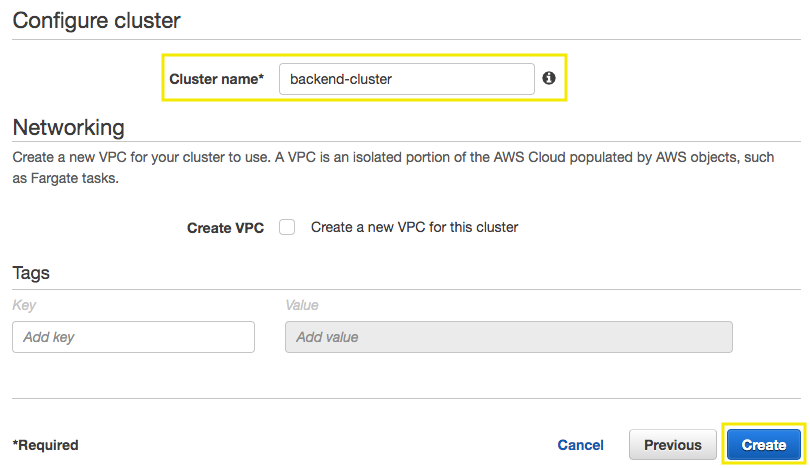 Configure cluster
Cluster name* backend-cluster
Networking
Create a new VPC for your cluster to use. A VPC is an isolated portion of the AWS Cloud populated by AWS objects, such
as Fargate tasks.
Create VPC Create a new VPC for this cluster
Tags
Key Value
Add key Add value
*Required Cancel Previous Create